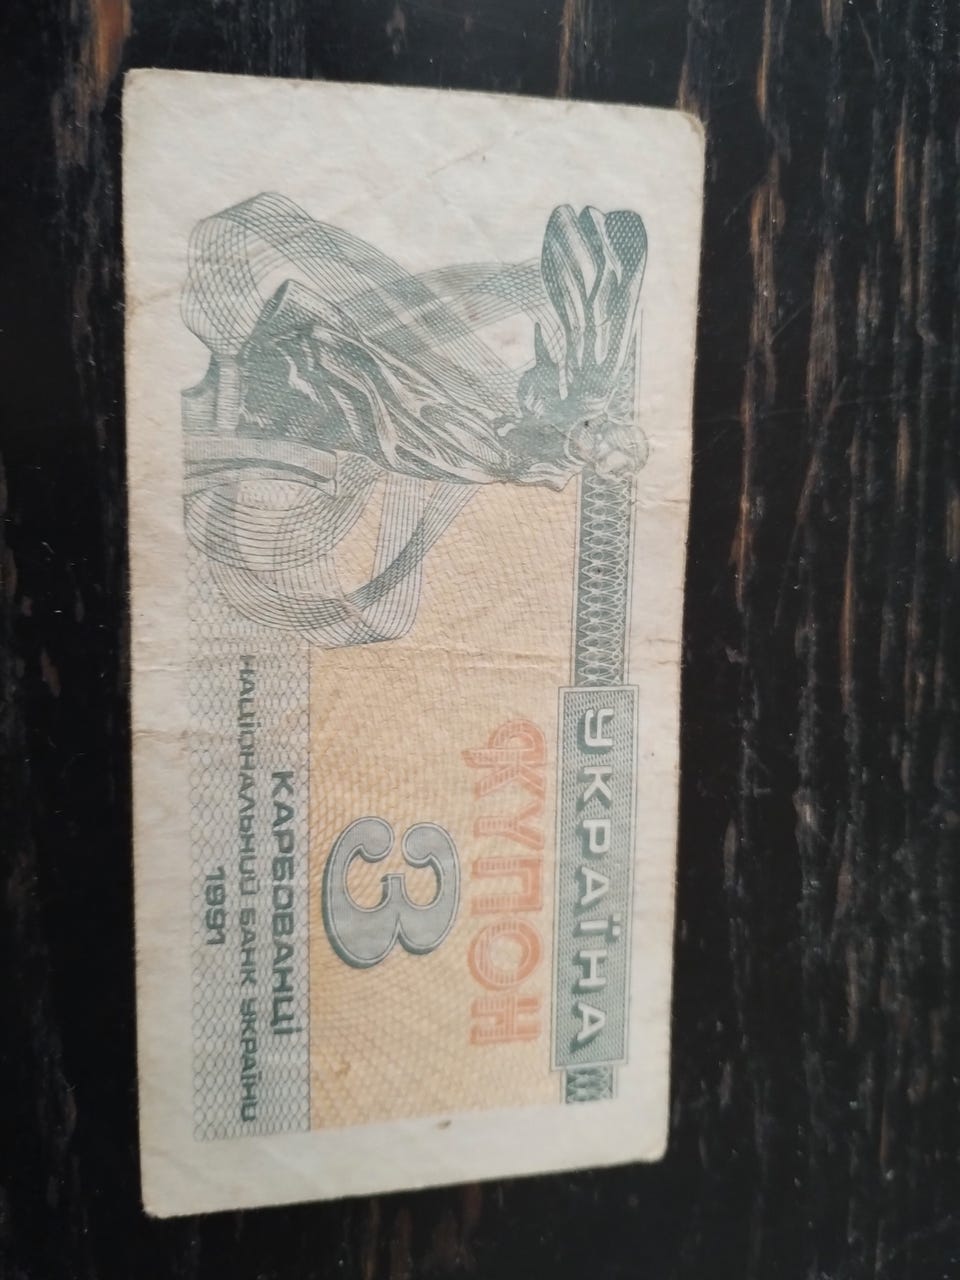 УКРАЇНА
КУПОН
3
КАРБОВАНЦІ
НАЦІОНАЛЬНИЙ БАНК УКРАЇНИ
1991